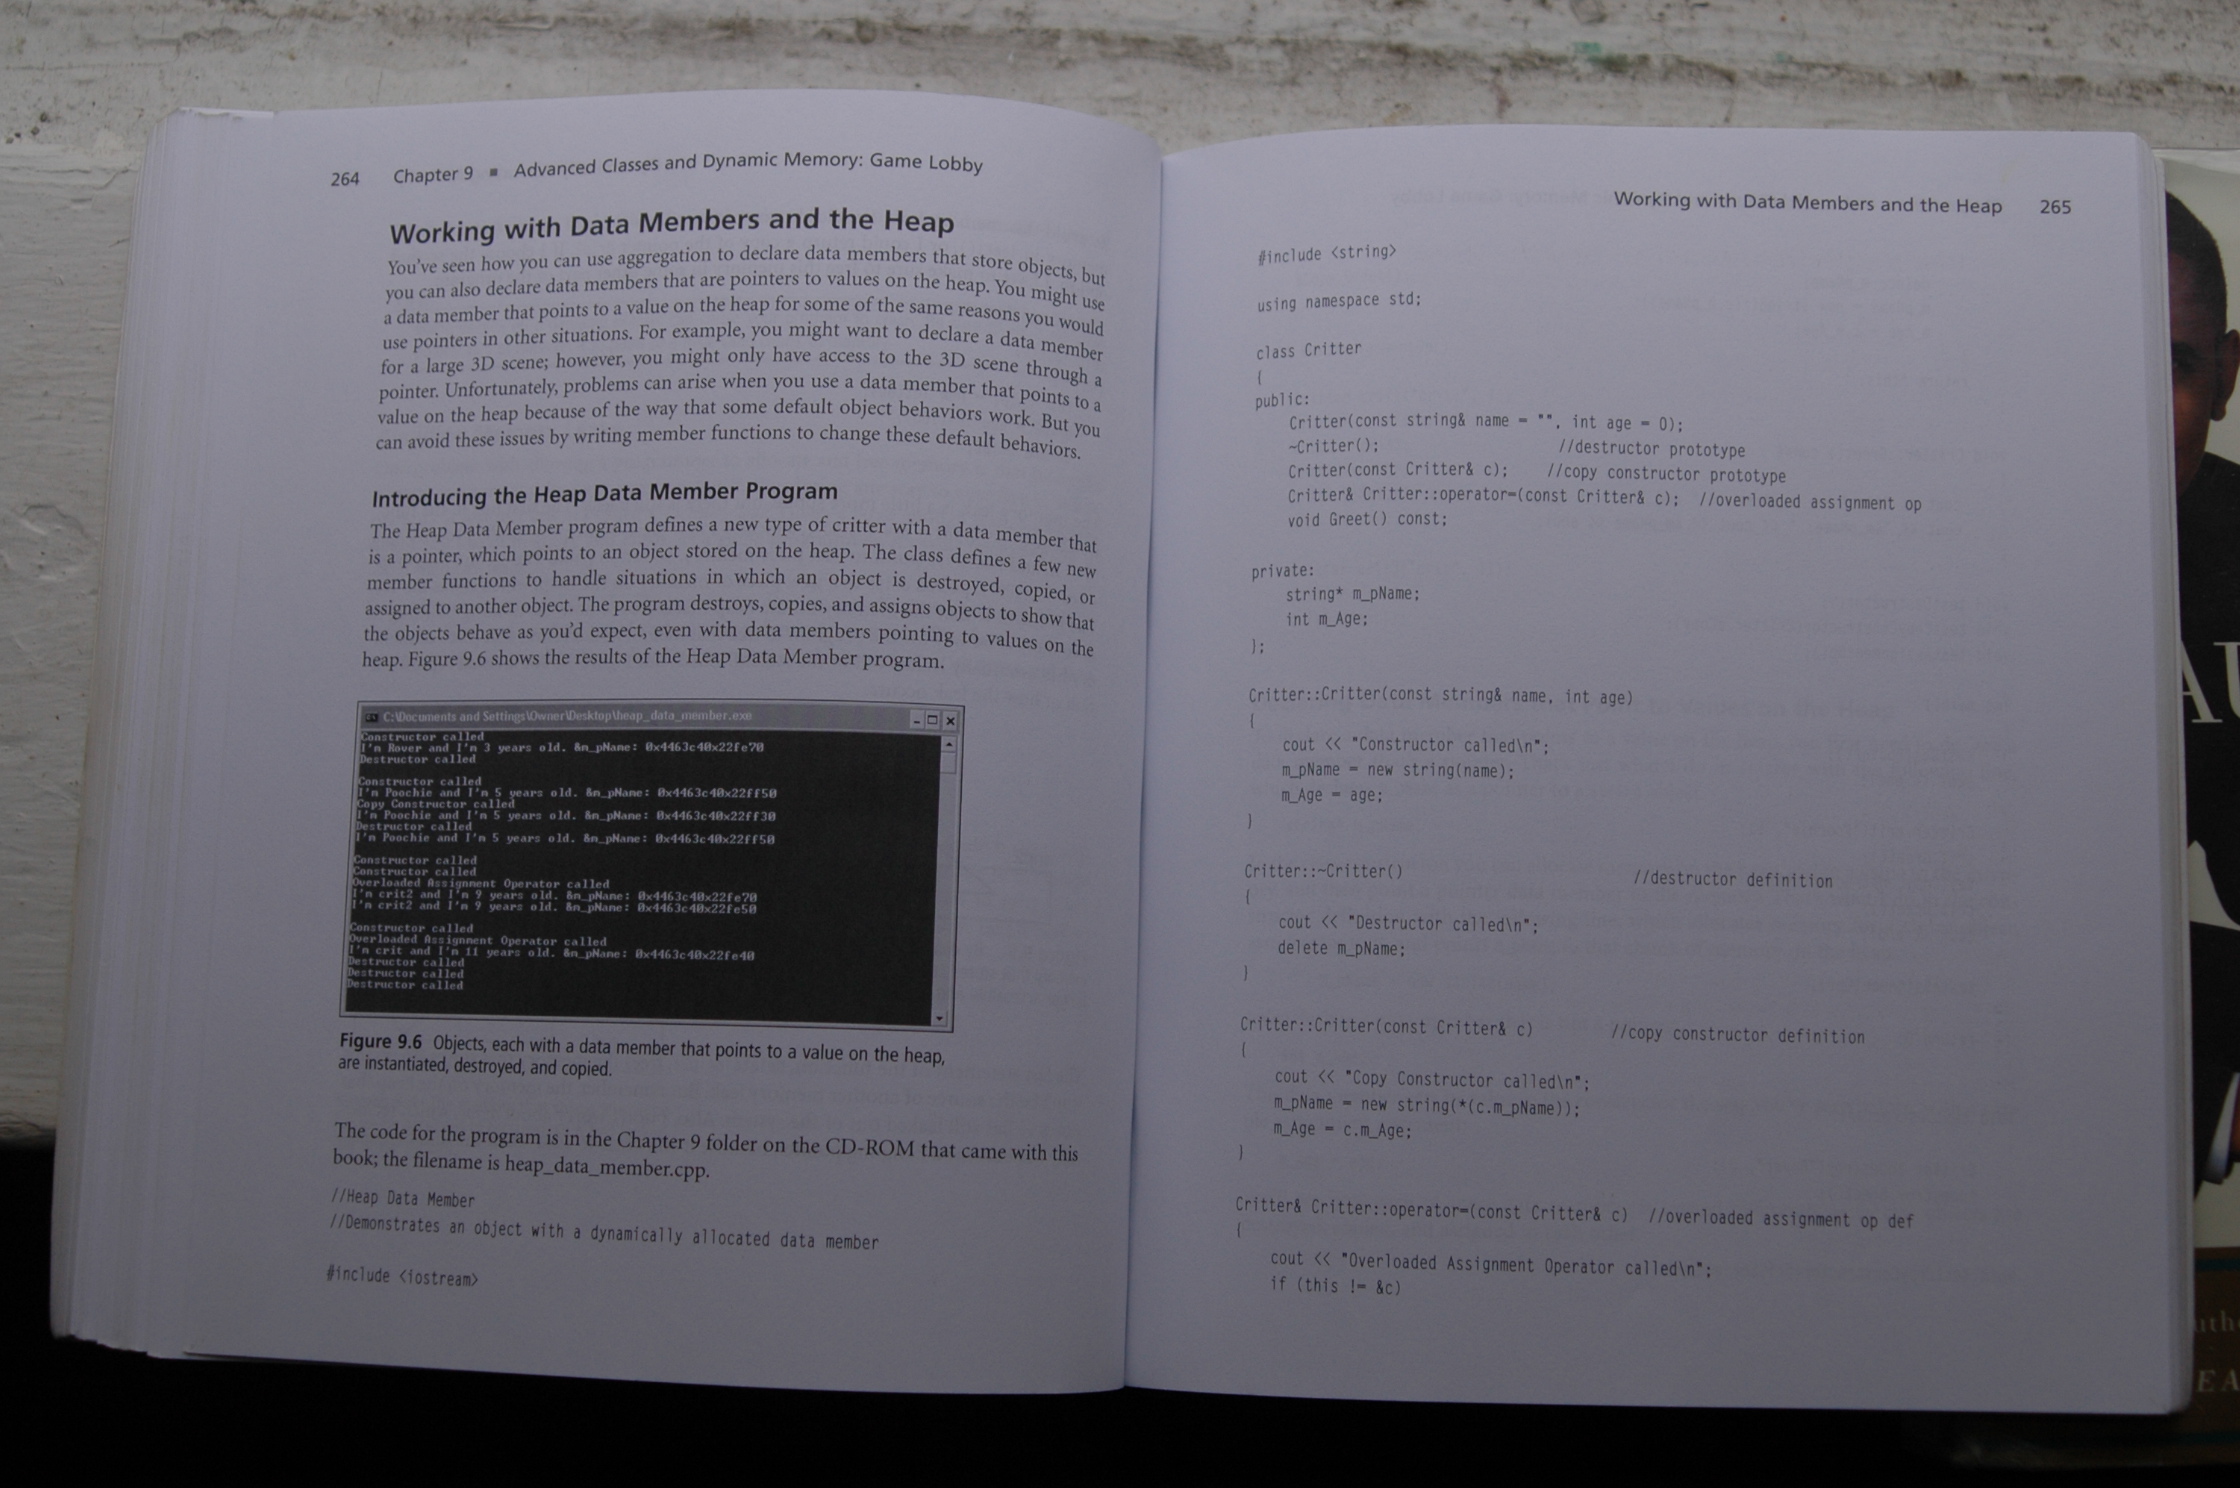 264 Chapter 9 ■ Advanced Classes and Dynamic Memory: Game Lobby
Working with Data Members and the Heap
You've seen how you can use aggregation to declare data members that store objects, but
you can also declare data members that are pointers to values on the heap. You might use
a data member that points to a value on the heap for some of the same reasons you would
use pointers in other situations. For example, you might want to declare a data member
for a large 3D scene; however, you might only have access to the 3D scene through a
pointer. Unfortunately, problems can arise when you use a data member that points to a
value on the heap because of the way that some default object behaviors work. But you
can avoid these issues by writing member functions to change these default behaviors.
Introducing the Heap Data Member Program
The Heap Data Member program defines a new type of critter with a data member that
is a pointer, which points to an object stored on the heap. The class defines a few new
member functions to handle situations in which an object is destroyed, copied, or
assigned to another object. The program destroys, copies, and assigns objects to show that
the objects behave as you'd expect, even with data members pointing to values on the
heap. Figure 9.6 shows the results of the Heap Data Member program.
C:\Documents and Settings\Owner\Desktop\heap_data_member.exe
Constructor called
I'm Rover and I'm 3 years old. &m_pName: 0x4463c40x22fe70
Destructor called
Constructor called
I'm Poochie and I'm 5 years old. &m_pName: 0x4463c40x22ff50
Copy Constructor called
I'm Poochie and I'm 5 years old. &m_pName: 0x4463c40x22ff30
Destructor called
I'm Poochie and I'm 5 years old. &m_pName: 0x4463c40x22ff50
Constructor called
Constructor called
Overloaded Assignment Operator called
I'm crit2 and I'm 9 years old. &m_pName: 0x4463c40x22fe70
I'm crit2 and I'm 9 years old. &m_pName: 0x4463c40x22fe50
Constructor called
Overloaded Assignment Operator called
I'm crit and I'm 11 years old. &m_pName: 0x4463c40x22fe40
Destructor called
Destructor called
Destructor called
Figure 9.6 Objects, each with a data member that points to a value on the heap,
are instantiated, destroyed, and copied.
The code for the program is in the Chapter 9 folder on the CD-ROM that came with this
book; the filename is heap_data_member.cpp.
//Heap Data Member
//Demonstrates an object with a dynamically allocated data member
#include <iostream>
Working with Data Members and the Heap 265
#include <string>
using namespace std;
class Critter
{
public:
Critter(const string& name = "", int age = 0);
~Critter(); //destructor prototype
Critter(const Critter& c); //copy constructor prototype
Critter& Critter::operator=(const Critter& c); //overloaded assignment op
void Greet() const;
private:
string* m_pName;
int m_Age;
};
Critter::Critter(const string& name, int age)
{
cout << "Constructor called\n";
m_pName = new string(name);
m_Age = age;
}
Critter::~Critter() //destructor definition
{
cout << "Destructor called\n";
delete m_pName;
}
Critter::Critter(const Critter& c) //copy constructor definition
{
cout << "Copy Constructor called\n";
m_pName = new string(*(c.m_pName));
m_Age = c.m_Age;
}
Critter& Critter::operator=(const Critter& c) //overloaded assignment op def
{
cout << "Overloaded Assignment Operator called\n";
if (this != &c)